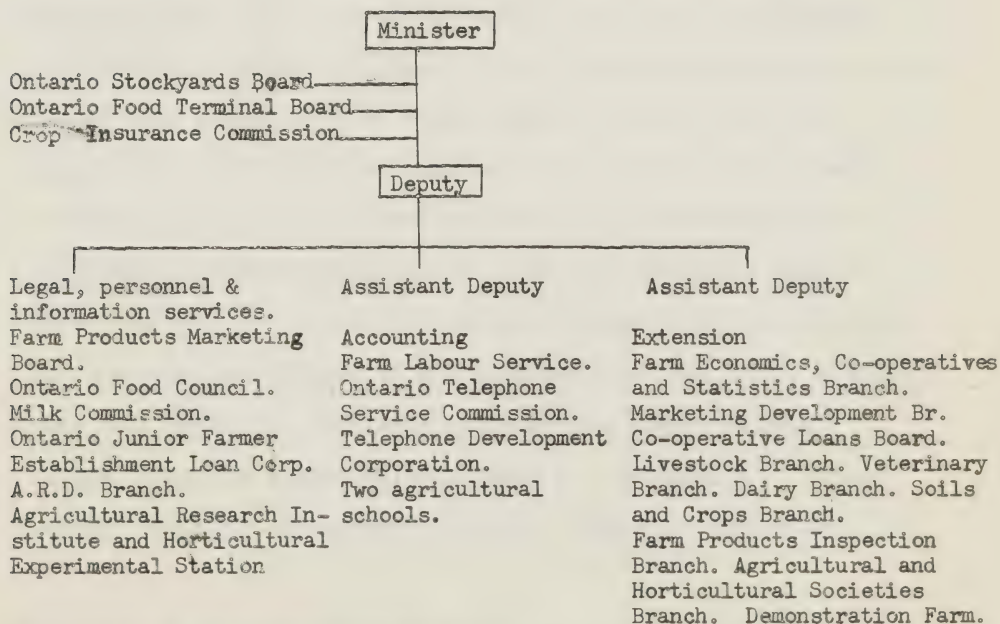 Minister
Ontario Stockyards Board
Ontario Food Terminal Board
Crop Insurance Commission
Deputy
Legal, personnel &
information services.
Farm Products Marketing
Board.
Ontario Food Council.
Milk Commission.
Ontario Junior Farmer
Establishment Loan Corp.
A.R.D. Branch.
Agricultural Research In-
stitute and Horticultural
Experimental Station
Assistant Deputy
Accounting
Farm Labour Service.
Ontario Telephone
Service Commission.
Telephone Development
Corporation.
Two agricultural
schools.
Assistant Deputy
Extension
Farm Economics, Co-operatives
and Statistics Branch.
Marketing Development Br.
Co-operative Loans Board.
Livestock Branch. Veterinary
Branch. Dairy Branch. Soils
and Crops Branch.
Farm Products Inspection
Branch. Agricultural and
Horticultural Societies
Branch. Demonstration Farm.